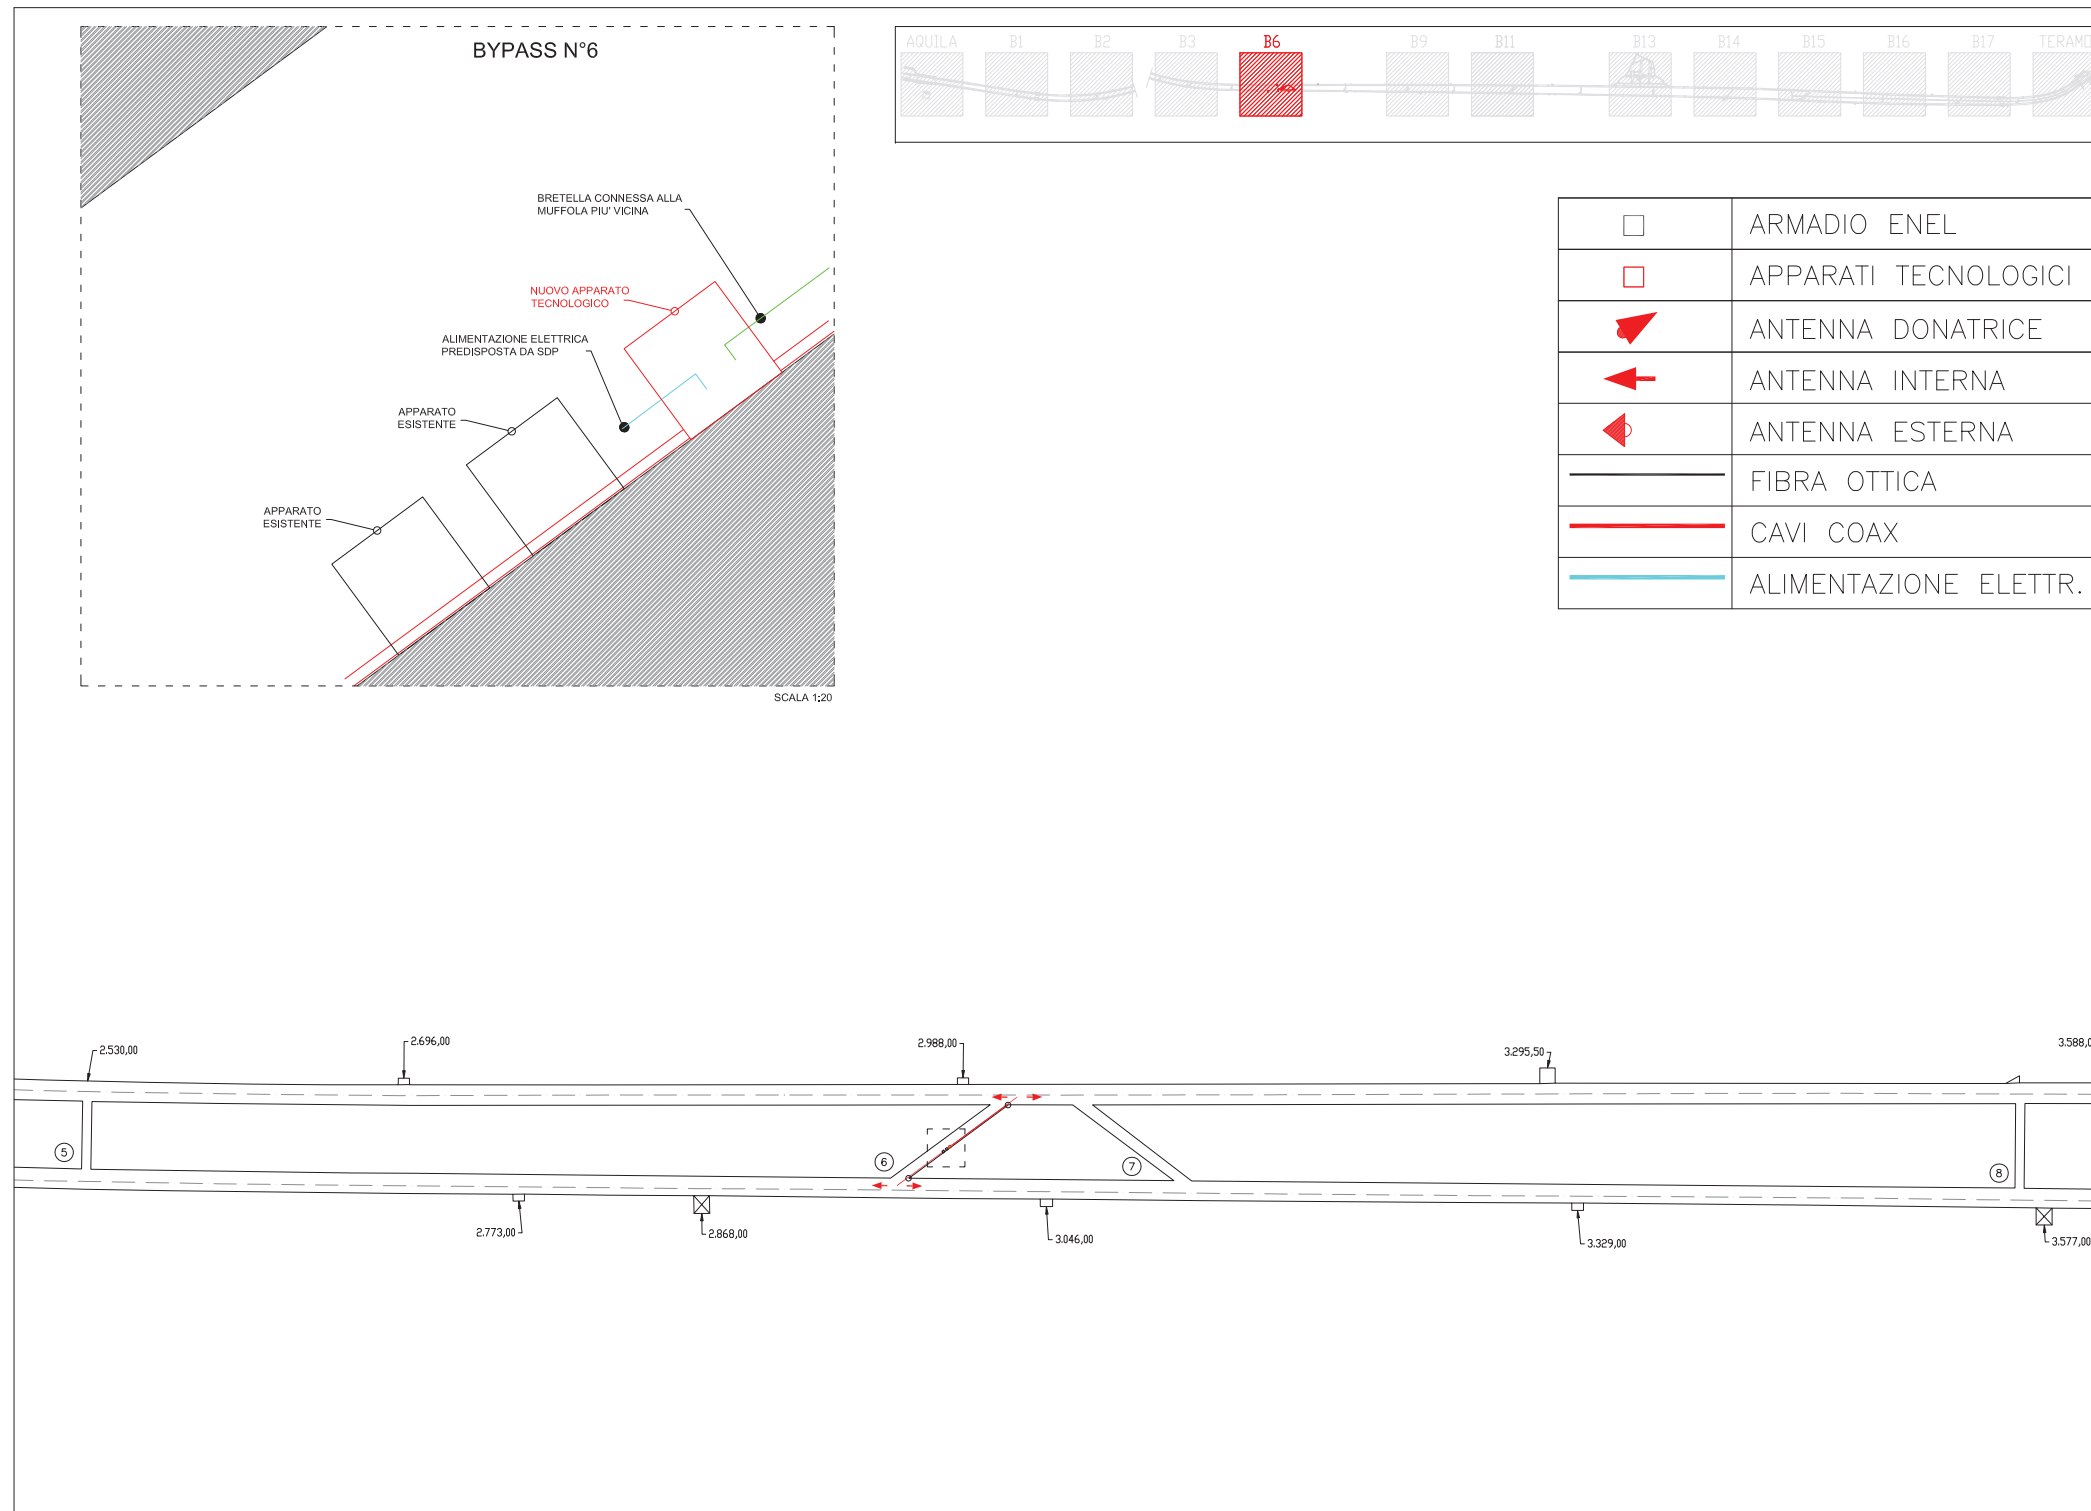 BYPASS N°6
AQUILA
B1
B2
B3
B6
B9
B11
B13
B14
B15
B16
B17
TERAMO
BRETELLA CONNESSA ALLA
MUFFOLA PIU' VICINA
NUOVO APPARATO
TECNOLOGICO
ALIMENTAZIONE ELETTRICA
PREDISPOSTA DA SDP
APPARATO
ESISTENTE
APPARATO
ESISTENTE
SCALA 1:20
ARMADIO ENEL
APPARATI TECNOLOGICI
ANTENNA DONATRICE
ANTENNA INTERNA
ANTENNA ESTERNA
FIBRA OTTICA
CAVI COAX
ALIMENTAZIONE ELETTR.
2.530,00
2.696,00
2.988,00
3.295,50
3.588,0
5
6
7
8
2.773,00
2.868,00
3.046,00
3.329,00
3.577,00